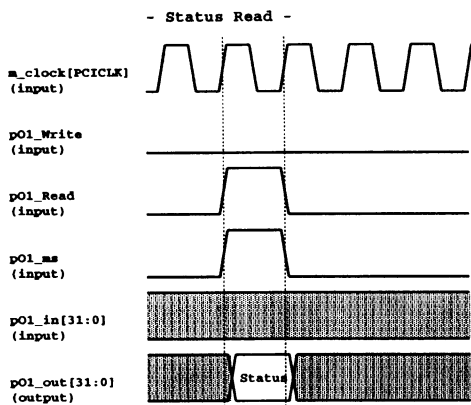 - Status Read -
m_clock[PCICLK]
(input)
p01_Write
(input)
p01_Read
(input)
p01_ms
(input)
p01_in[31:0]
(input)
p01_out[31:0]
(output)
Status